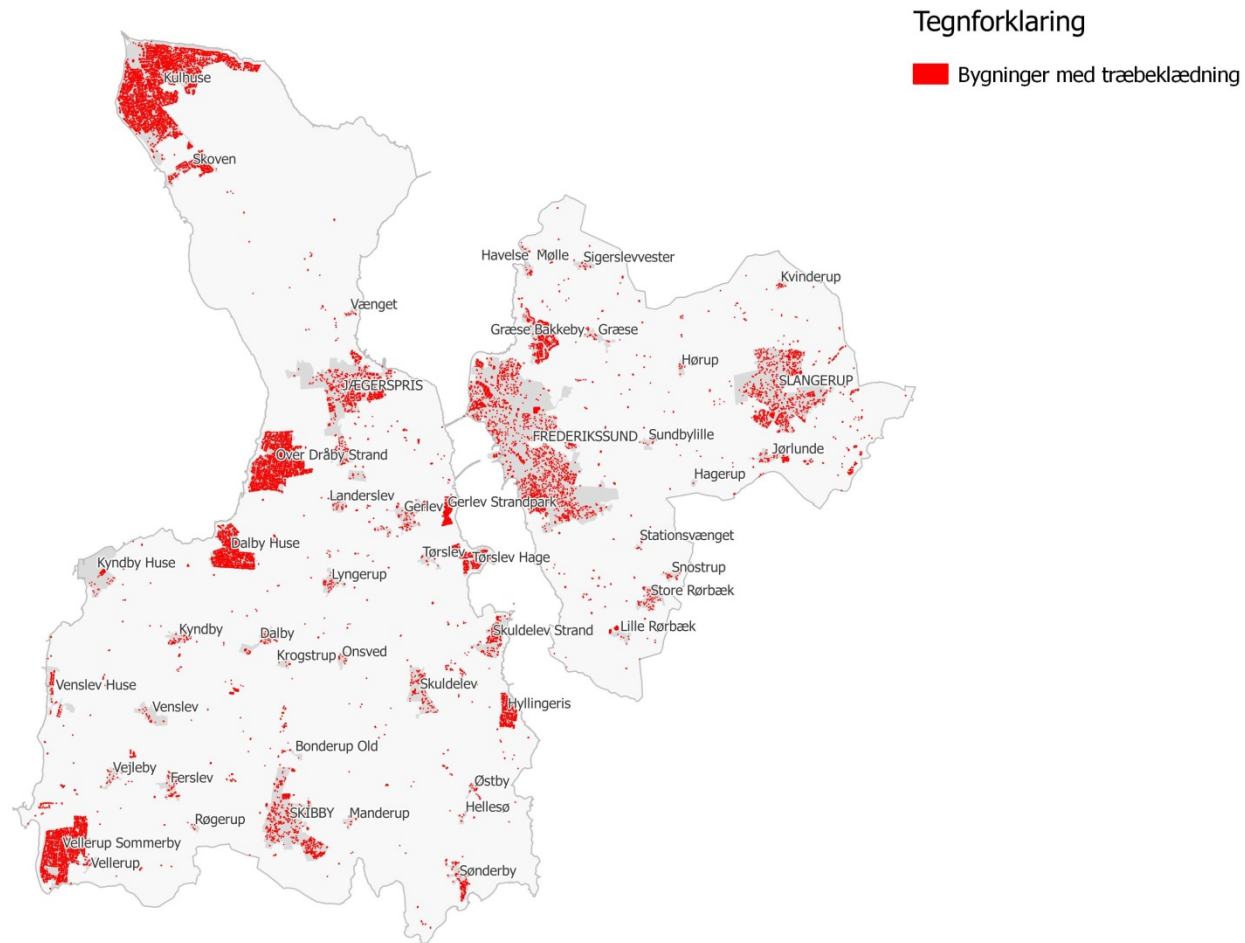 Tegnforklaring
Bygninger med træbeklædning
Kulhuse
Skoven
Havelse Mølle
Sigerslevvester
Kvinderup
Vænget
Græse Bakkeby
Græse
Hørup
JÆGERSPRIS
SLANGERUP
FREDERIKSSUND
Sundbylille
Over Dråby Strand
Jørlunde
Hagerup
Landerslev
Gerlev
Gerlev Strandpark
Stationsvænget
Dalby Huse
Tørslev
Tørslev Hage
Kyndby Huse
Lyngerup
Snostrup
Store Rørbæk
Kyndby
Dalby
Skuldelev Strand
Lille Rørbæk
Krogstrup
Onsved
Venslev Huse
Skuldelev
Venslev
Hyllingeris
Bonderup Old
Vejleby
Ferslev
Østby
Hellesø
Røgerup
SKIBBY
Manderup
Vellerup Sommerby
Vellerup
Sønderby